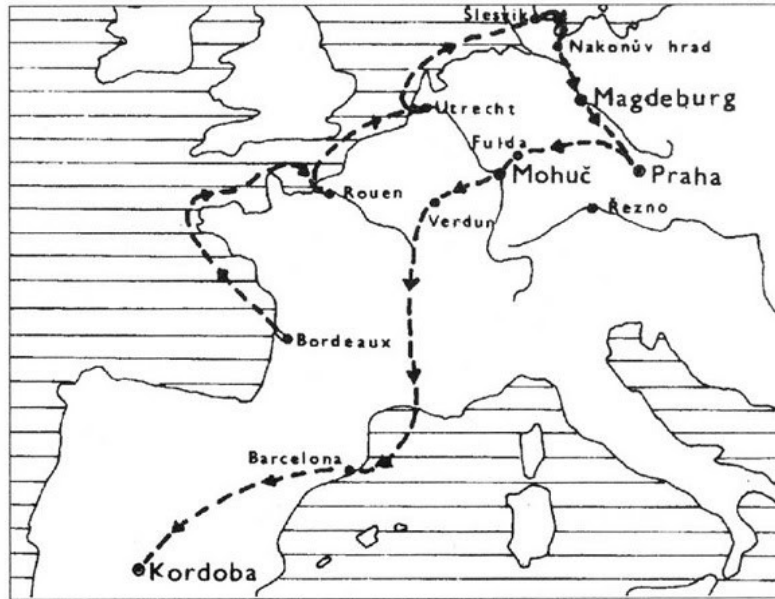 Šlesvik
Nakonův hrad
Utrecht
Magdeburg
Fulda
Mohuč
Praha
Rouen
Verdun
Řezno
Bordeaux
Barcelona
Kordoba